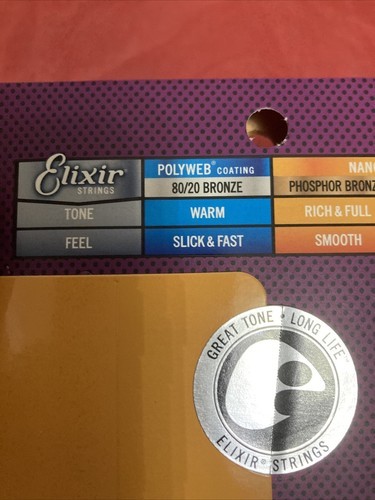 Elixir
STRINGS
POLYWEB® COATING
80/20 BRONZE
PHOSPHOR BRONZ
TONE
WARM
RICH & FULL
FEEL
SLICK & FAST
SMOOTH
GREAT TONE • LONG LIFE™
ELIXIR® STRINGS